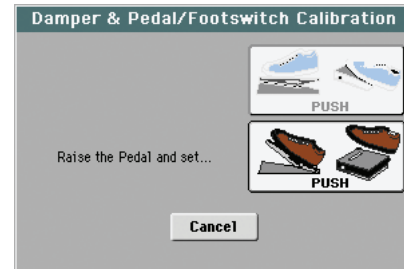 Damper & Pedal/Footswitch Calibration
PUSH
Raise the Pedal and set...
PUSH
Cancel